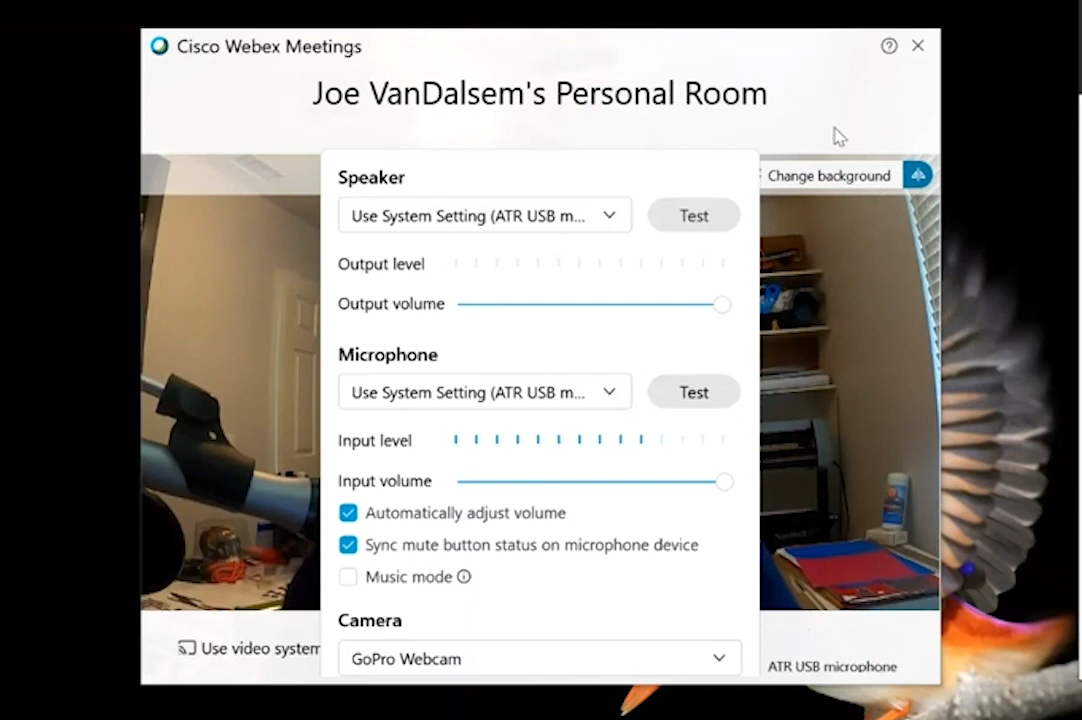 Cisco Webex Meetings
Joe VanDalsem's Personal Room
Change background
Speaker
Use System Setting (ATR USB m...
Test
Output level
Output volume
Microphone
Use System Setting (ATR USB m...
Test
Input level
Input volume
Automatically adjust volume
Sync mute button status on microphone device
Music mode
Camera
GoPro Webcam
Use video system
ATR USB microphone